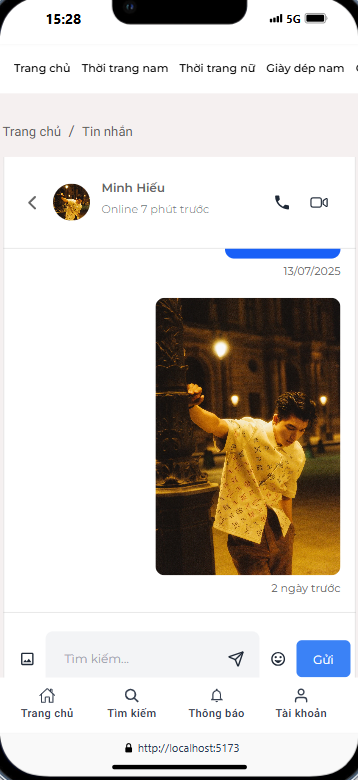 15:28 5G
Trang chủ Thời trang nam Thời trang nữ Giày dép nam
Trang chủ / Tin nhắn
Minh Hiếu
Online 7 phút trước
13/07/2025
2 ngày trước
Tìm kiếm...
Gửi
Trang chủ Tìm kiếm Thông báo Tài khoản
http://localhost:5173